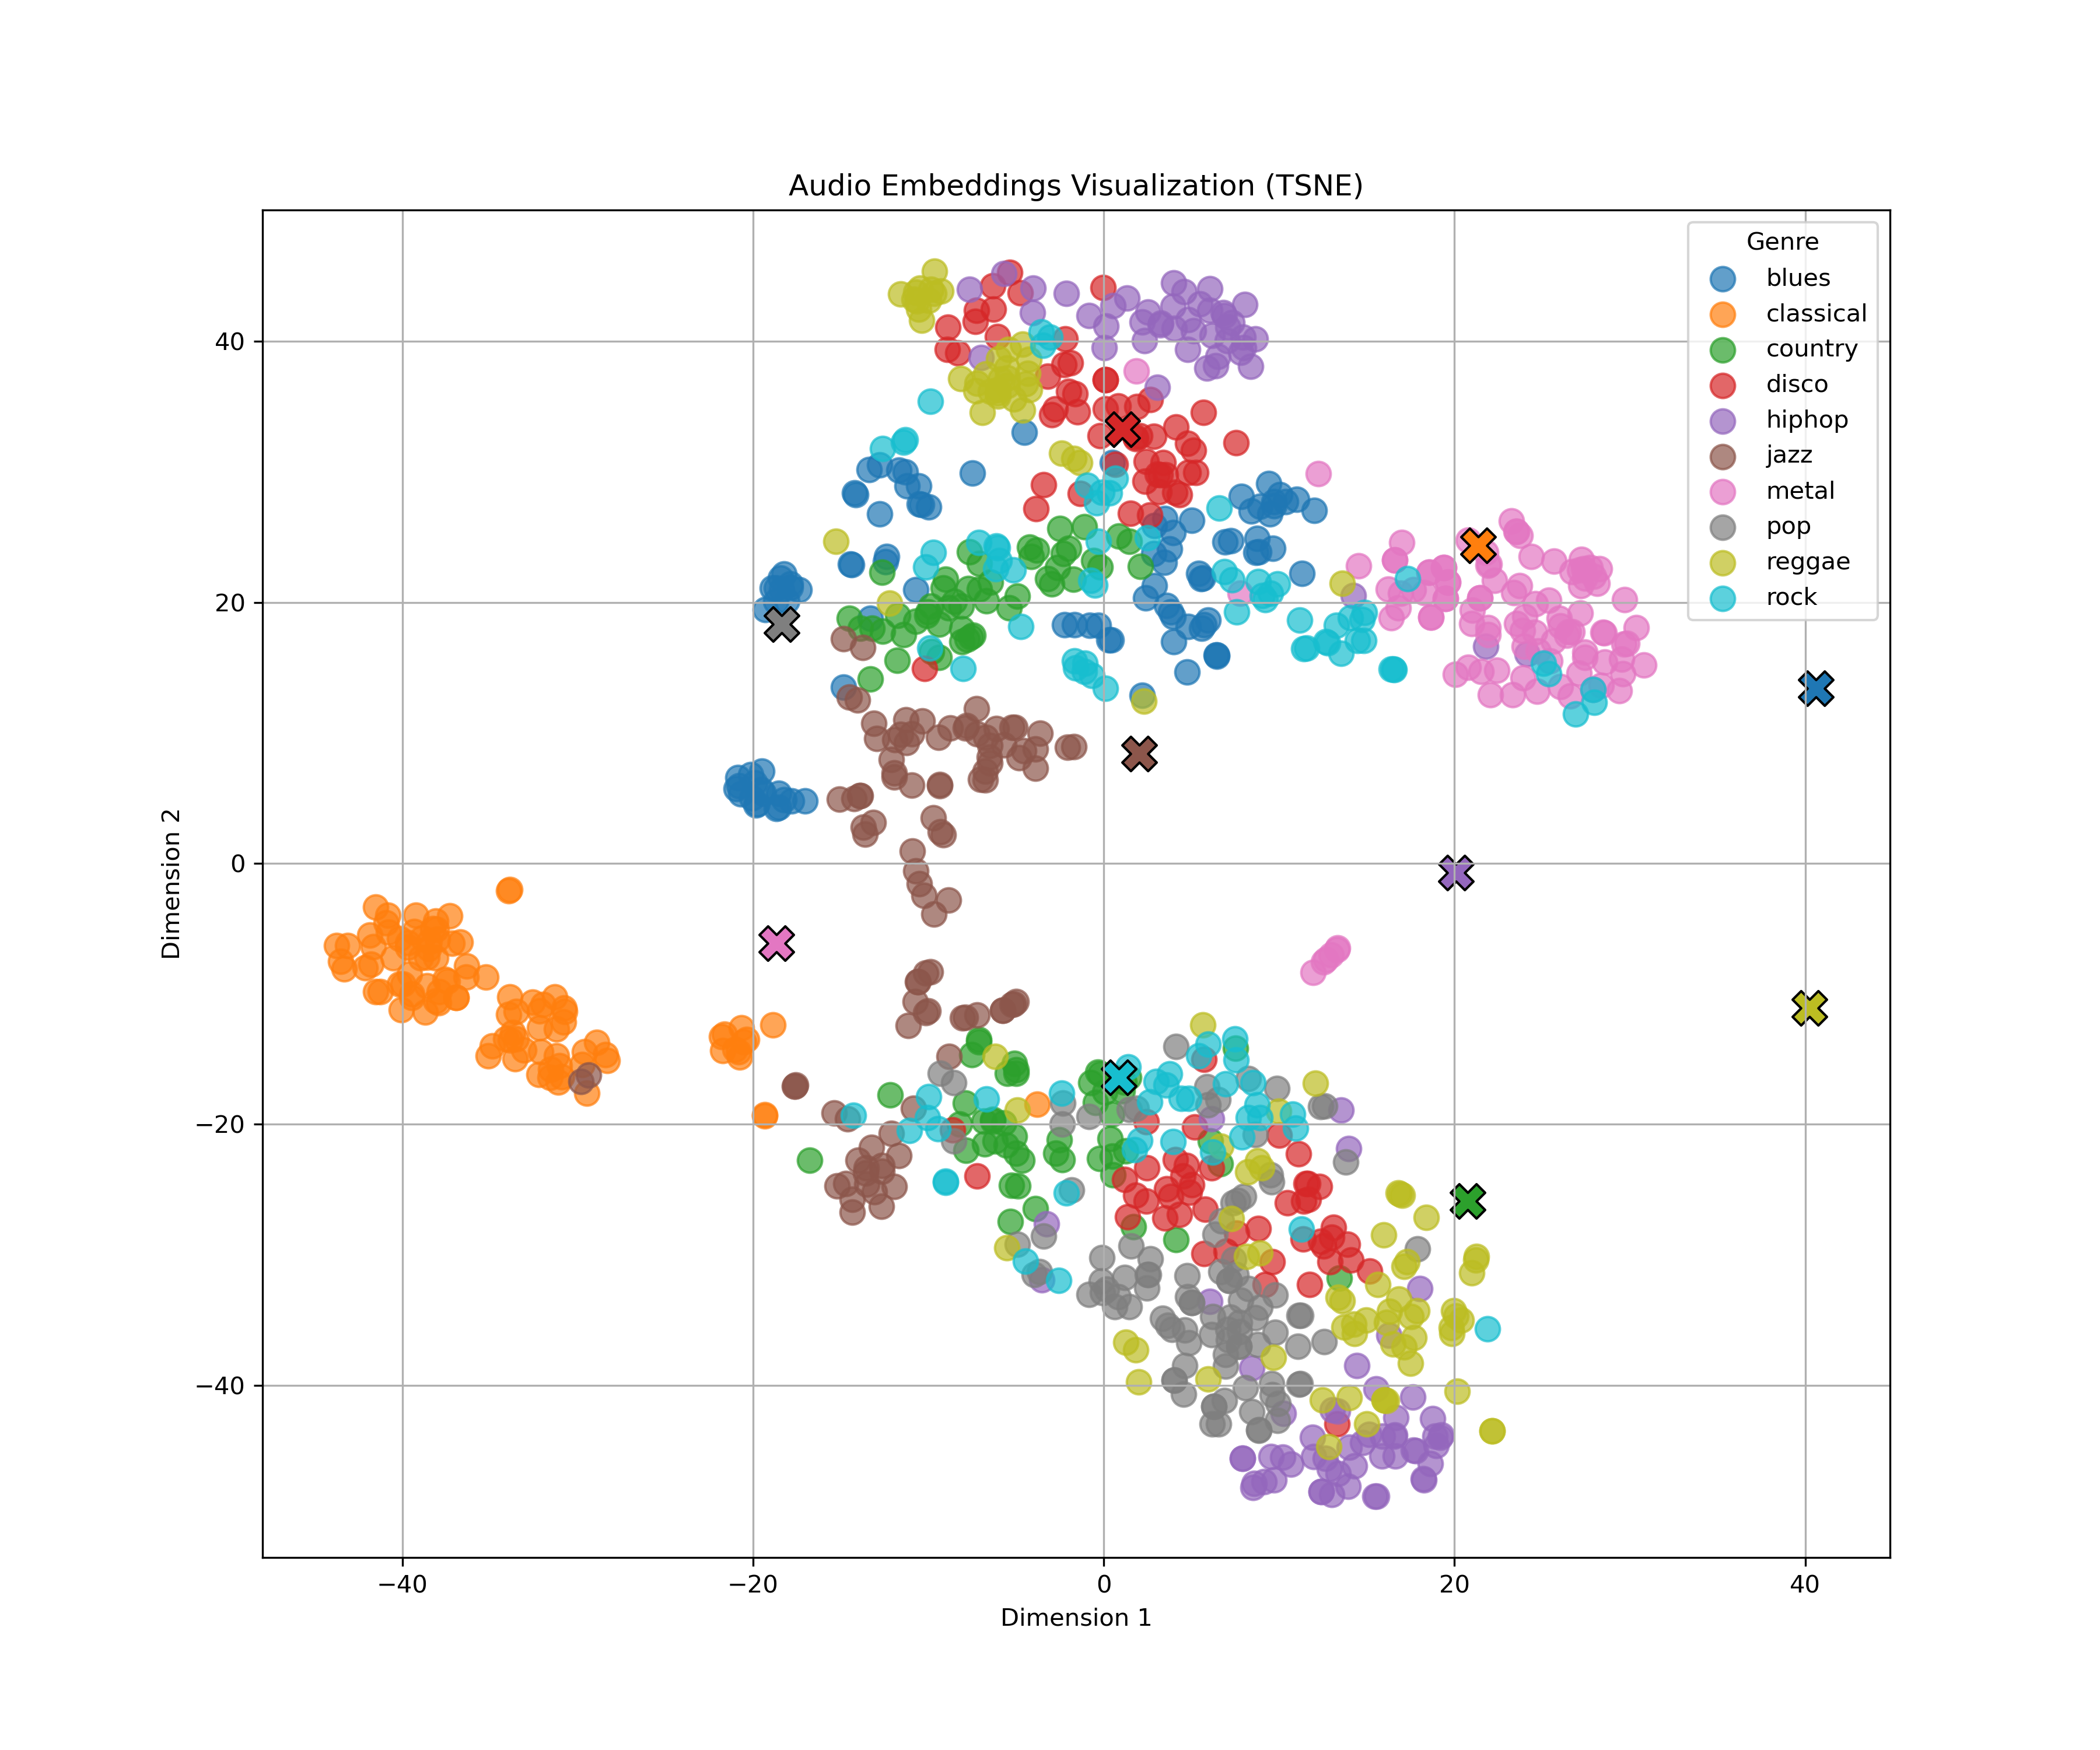 Audio Embeddings Visualization (TSNE)
Genre
blues
classical
country
disco
hiphop
jazz
metal
pop
reggae
rock
40
20
0
−20
−40
Dimension 2
−40
−20
0
20
40
Dimension 1